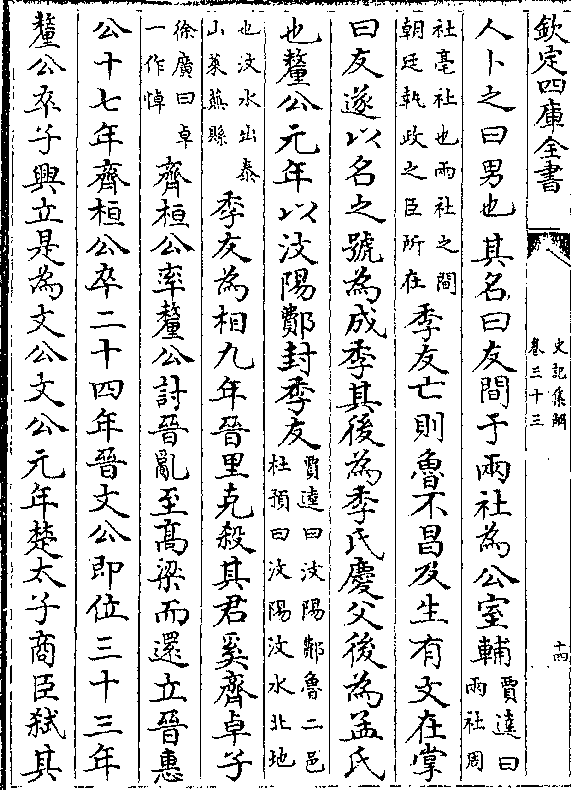 欽定四庫全書
史記集解
卷三十三
十四
人卜之曰男也其名曰友間于兩社為公室輔賈逵曰
兩社周
社亳社也兩社之間
朝廷執政之臣所在
季友亡則魯不昌及生有文在掌
曰友遂以名之號為成季其後為季氏慶父後為孟氏
也釐公元年以汶陽鄪封季友
賈逵曰汶陽鄪魯二邑
杜預曰汶陽汶水北地
也汶水出泰
山萊蕪縣
季友為相九年晉里克殺其君奚齊卓子
徐廣曰卓
一作悼
齊桓公率釐公討晉亂至高梁而還立晉惠
公十七年齊桓公卒二十四年晉文公即位三十三年
釐公卒子興立是為文公文公元年楚太子商臣弒其